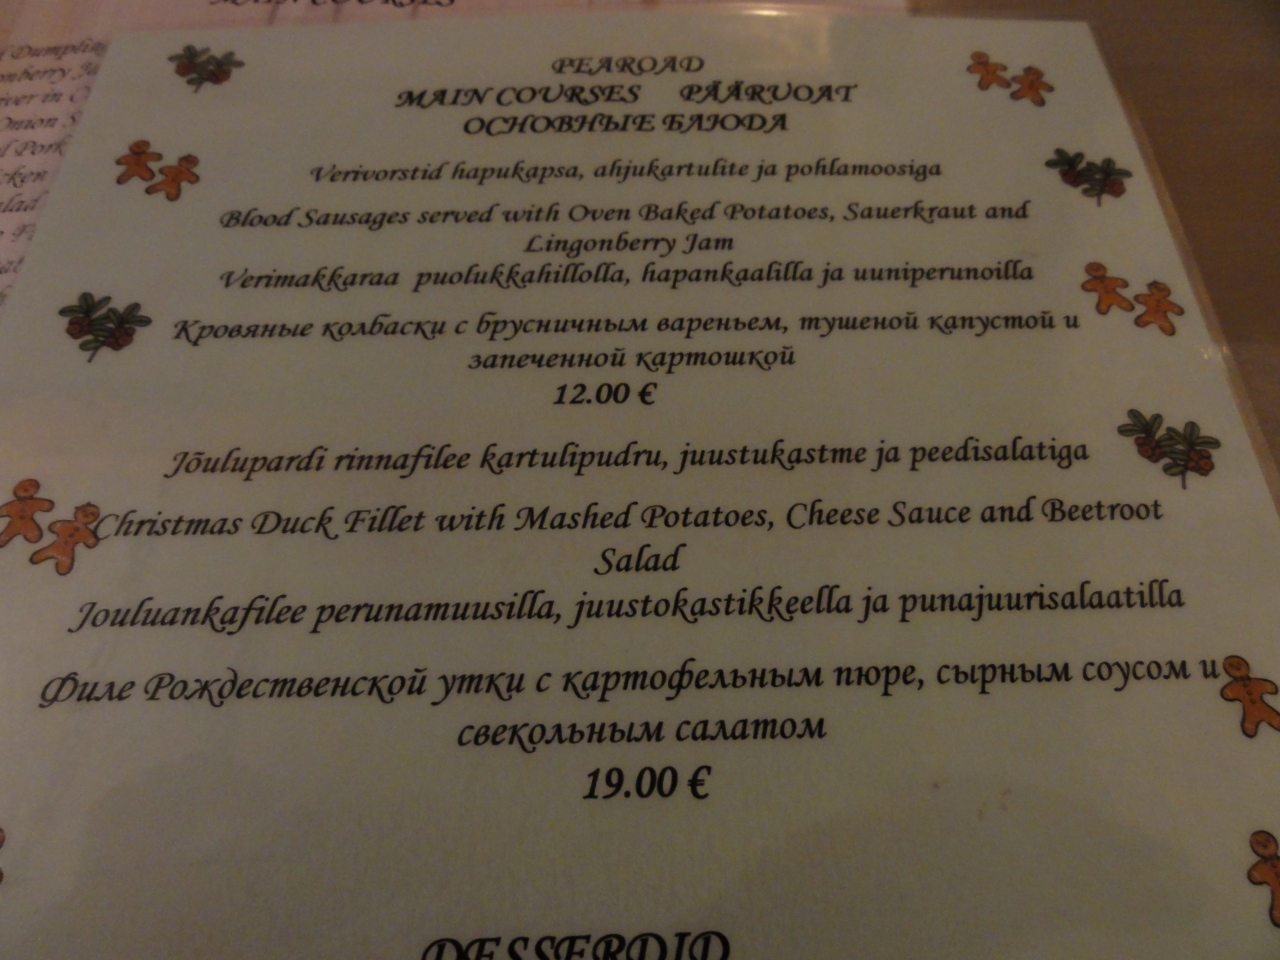 MAIN COURSES
Dumpling
PEAROAD
MAIN COURSES PÄÄRUOAT
ОСНОВНЫЕ БЛЮДА
Verivorstid hapukapsa, ahjukartulite ja pohlamoosiga
Blood Sausages served with Oven Baked Potatoes, Sauerkraut and
Lingonberry Jam
Verimakkaraa puolukkahillolla, hapankaalilla ja uuniperunoilla
Кровяные колбаски с брусничным вареньем, тушеной капустой и
запеченной картошкой
12.00 €
Jõulupardi rinnafilee kartulipudru, juustukastme ja peedisalatiga
Christmas Duck Fillet with Mashed Potatoes, Cheese Sauce and Beetroot
Salad
Jouluankafilee perunamuusilla, juustokastikkeella ja punajuurisalaatilla
Филе Рождественской утки с картофельным пюре, сырным соусом и
свекольным салатом
19.00 €
DESSERDID